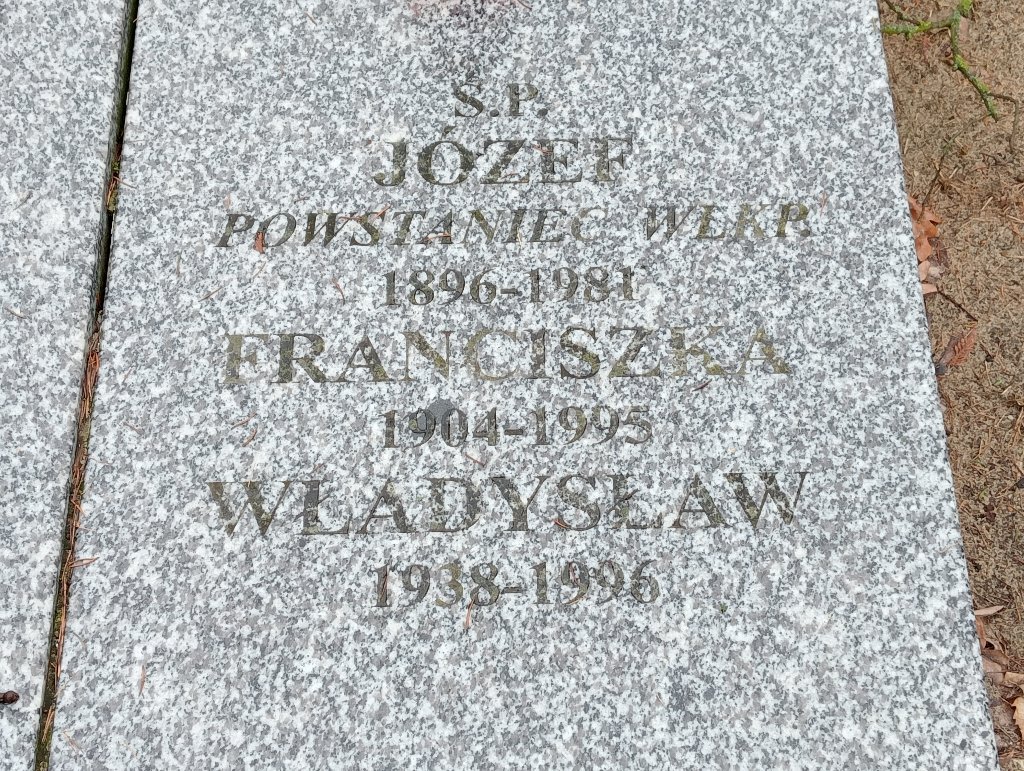 Ś.P.
JÓZEF
POWSTANIEC WLKP.
1896-1981
FRANCISZKA
1904-1995
WŁADYSŁAW
1938-1996